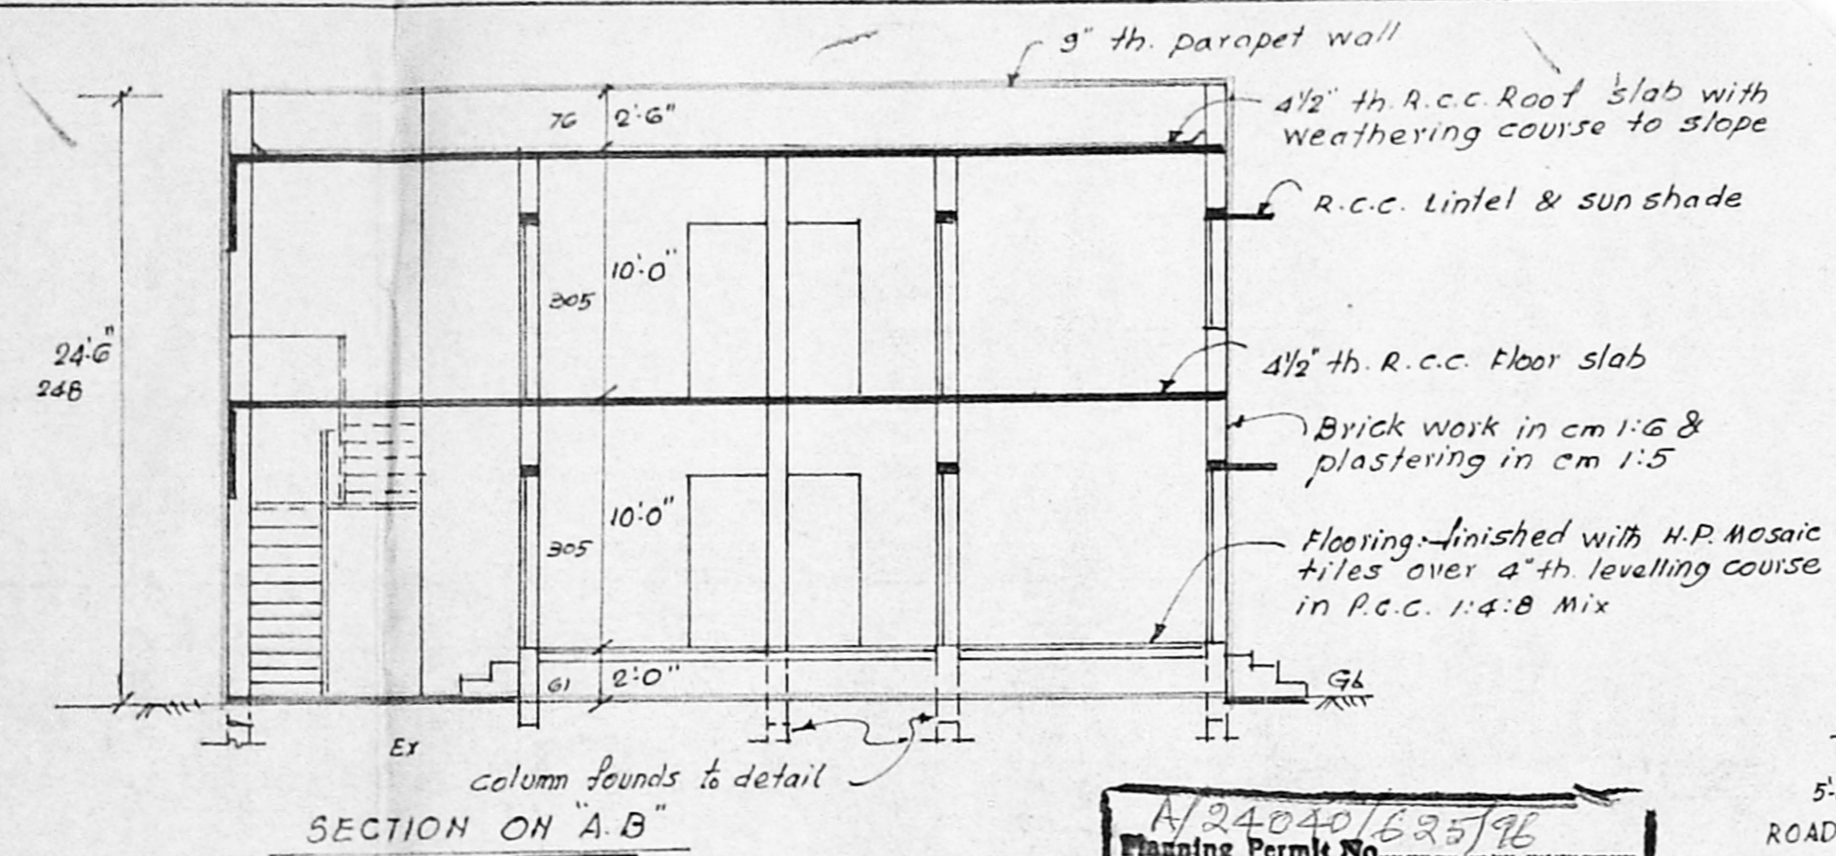 9" th. parapet wall
4½" th. R.C.C. Roof slab with
weathering course to slope
76 2'-6"
R.C.C. Lintel & sun shade
10'-0"
305
24'-6"
248
4½" th. R.C.C. Floor slab
Brick work in cm 1:6 &
plastering in cm 1:5
10'-0"
305
Flooring:-finished with H.P. Mosaic
tiles over 4" th. levelling course
in P.C.C. 1:4:8 Mix
61 2'-0"
GL
Ex
column founds to detail
SECTION ON "A.B"
A/24040/625/96
Planning Permit No.
5'-
ROAD